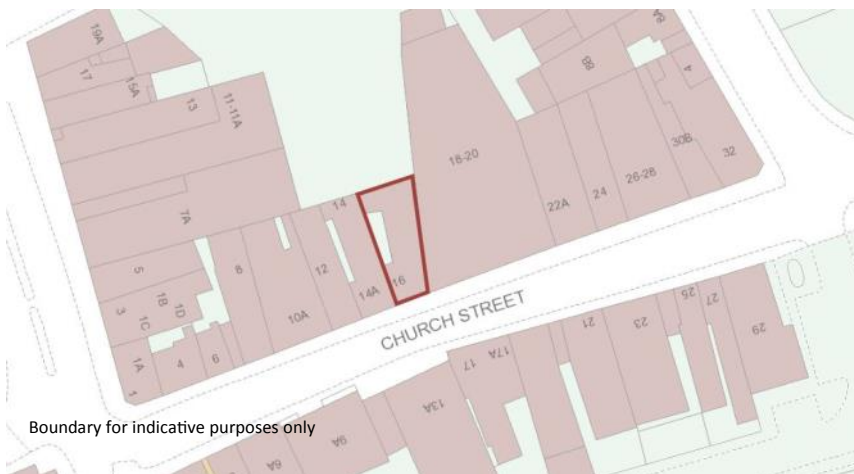 19A
17
15A
13
11-11A
7A
5
3
1C
1B
1D
1A
1
4
6
8
10A
12
14
14A
16
18-20
22A
24
26-28
30B
32
4
CHURCH STREET
29
27
25
23
21
17A
17
13A
9A
Boundary for indicative purposes only